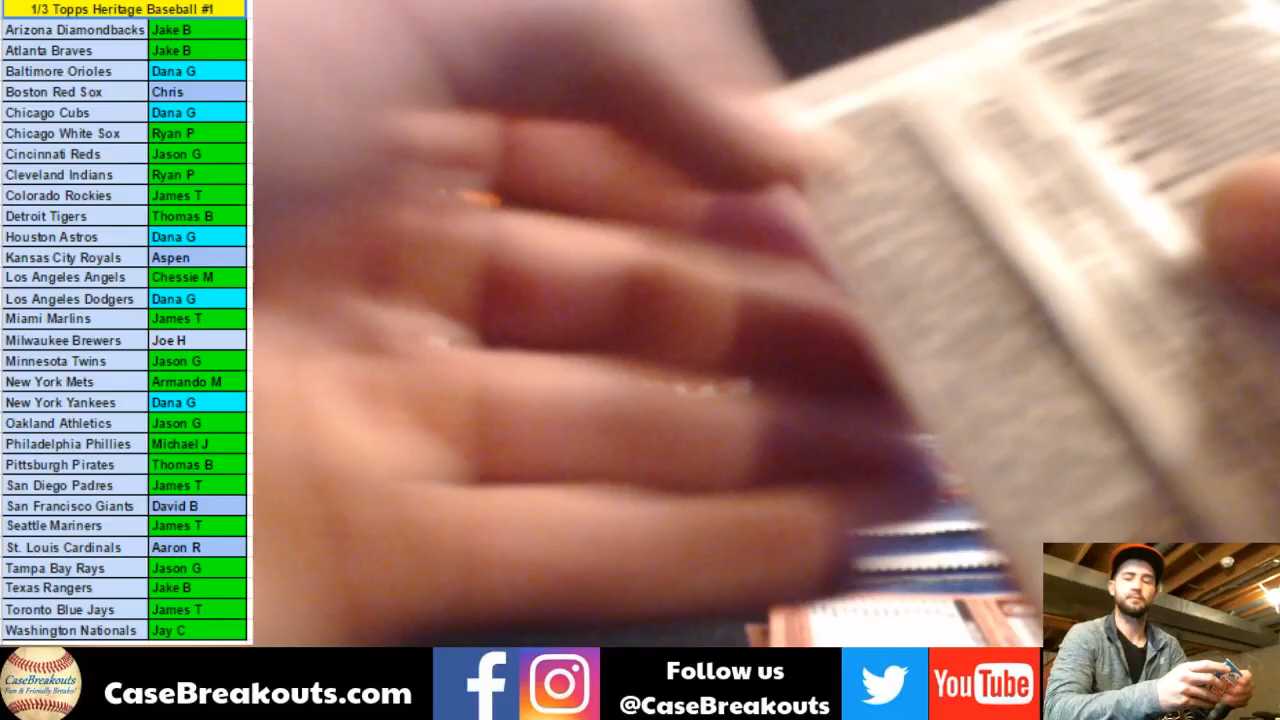 1/3 Topps Heritage Baseball #1
Arizona Diamondbacks Jake B
Atlanta Braves Jake B
Baltimore Orioles Dana G
Boston Red Sox Chris
Chicago Cubs Dana G
Chicago White Sox Ryan P
Cincinnati Reds Jason G
Cleveland Indians Ryan P
Colorado Rockies James T
Detroit Tigers Thomas B
Houston Astros Dana G
Kansas City Royals Aspen
Los Angeles Angels Chessie M
Los Angeles Dodgers Dana G
Miami Marlins James T
Milwaukee Brewers Joe H
Minnesota Twins Jason G
New York Mets Armando M
New York Yankees Dana G
Oakland Athletics Jason G
Philadelphia Phillies Michael J
Pittsburgh Pirates Thomas B
San Diego Padres James T
San Francisco Giants David B
Seattle Mariners James T
St. Louis Cardinals Aaron R
Tampa Bay Rays Jason G
Texas Rangers Jake B
Toronto Blue Jays James T
Washington Nationals Jay C
CaseBreakouts
Fun & Friendly Breaks!
CaseBreakouts.com
Follow us
@CaseBreakouts
YouTube